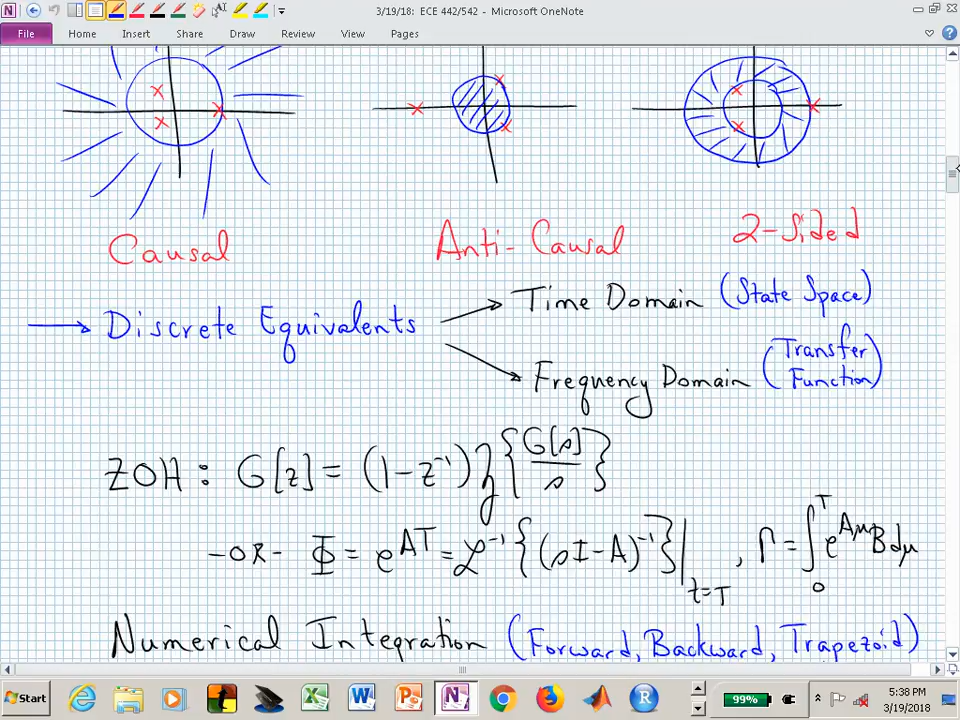 3/19/18: ECE 442/542 - Microsoft OneNote
File Home Insert Share Draw Review View Pages
Causal Anti-Causal 2-Sided
→ Discrete Equivalents
Time Domain (State Space)
Frequency Domain (Transfer Function)
ZOH: G[z] = (1-z⁻¹) 𝓏{G[s]/s}
-OR- Φ = e^{AT} = ℒ⁻¹{(sI-A)⁻¹}|_{t=T} , Γ = ∫₀ᵀ e^{Aμ}Bdμ
Numerical Integration (Forward, Backward, Trapezoid)
Start
99%
5:38 PM
3/19/2018